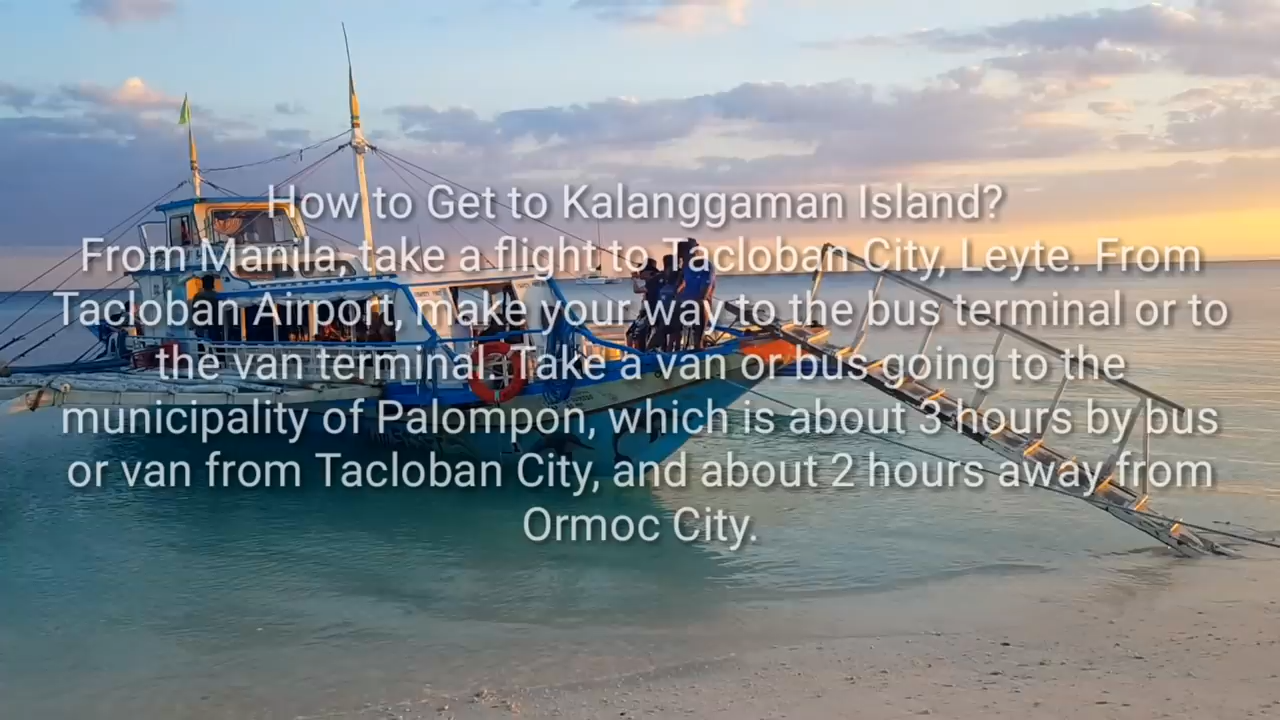 How to Get to Kalanggaman Island?
From Manila, take a flight to Tacloban City, Leyte. From
Tacloban Airport, make your way to the bus terminal or to
the van terminal. Take a van or bus going to the
municipality of Palompon, which is about 3 hours by bus
or van from Tacloban City, and about 2 hours away from
Ormoc City.